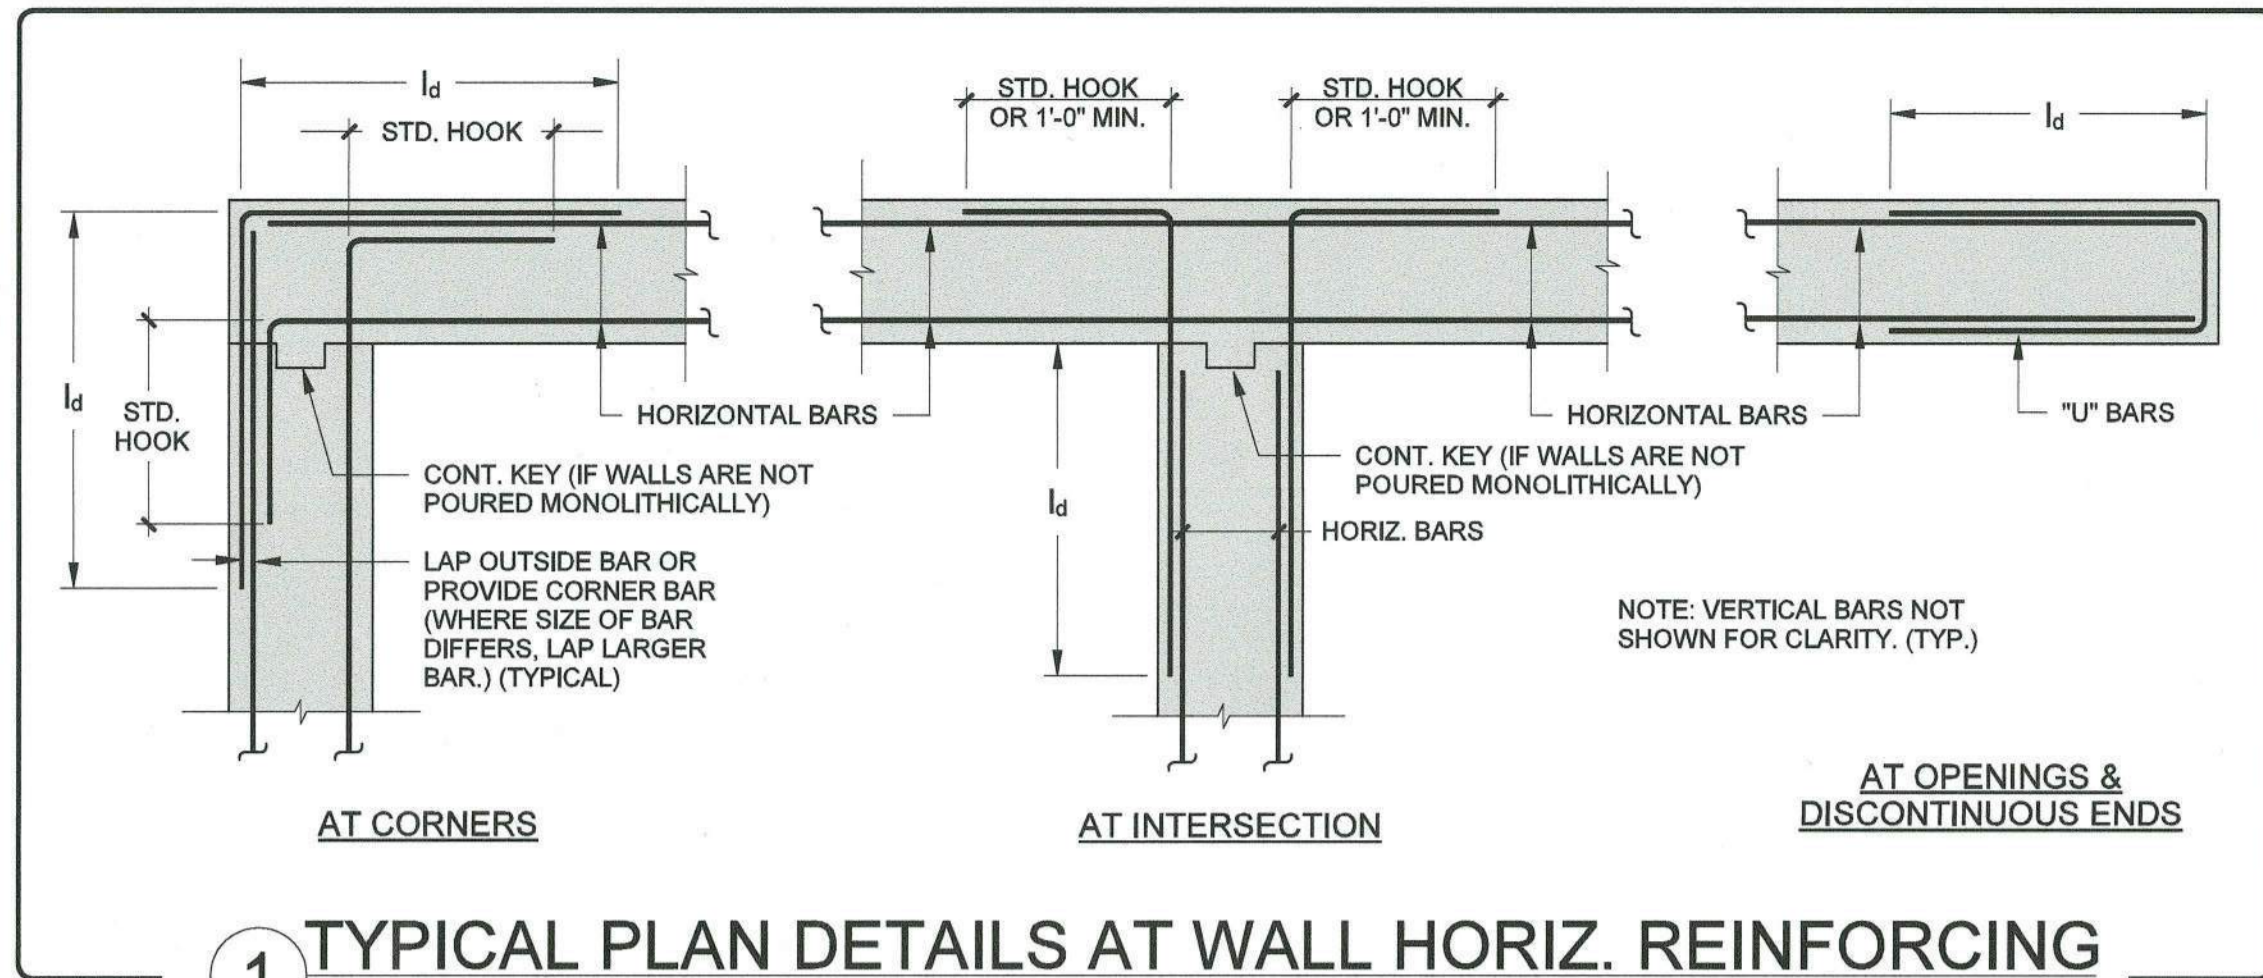 ld
STD. HOOK
ld
STD.
HOOK
HORIZONTAL BARS
CONT. KEY (IF WALLS ARE NOT
POURED MONOLITHICALLY)
LAP OUTSIDE BAR OR
PROVIDE CORNER BAR
(WHERE SIZE OF BAR
DIFFERS, LAP LARGER
BAR.) (TYPICAL)
AT CORNERS
STD. HOOK
OR 1'-0" MIN.
STD. HOOK
OR 1'-0" MIN.
ld
CONT. KEY (IF WALLS ARE NOT
POURED MONOLITHICALLY)
HORIZ. BARS
AT INTERSECTION
ld
HORIZONTAL BARS
"U" BARS
NOTE: VERTICAL BARS NOT
SHOWN FOR CLARITY. (TYP.)
AT OPENINGS &
DISCONTINUOUS ENDS
1 TYPICAL PLAN DETAILS AT WALL HORIZ. REINFORCING